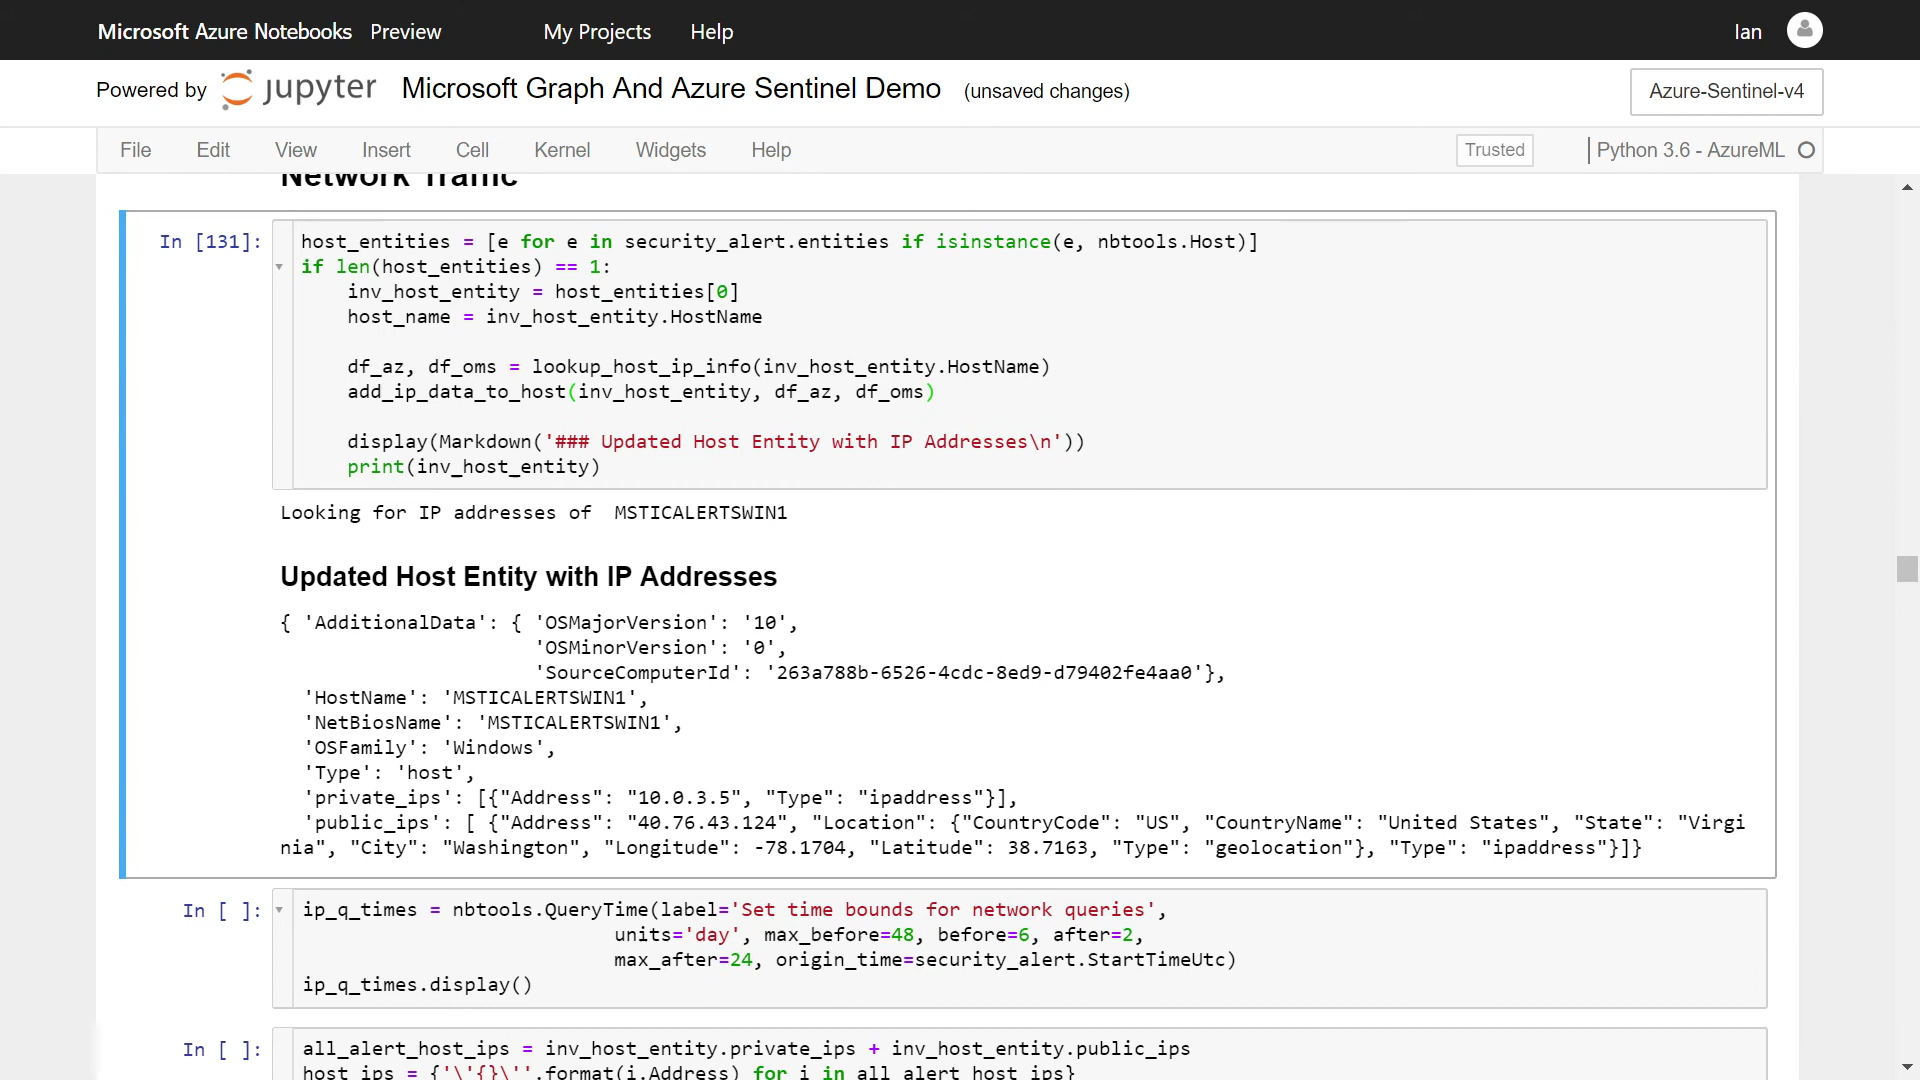 Microsoft Azure Notebooks Preview My Projects Help Ian
Powered by jupyter Microsoft Graph And Azure Sentinel Demo (unsaved changes) Azure-Sentinel-v4
File Edit View Insert Cell Kernel Widgets Help Trusted Python 3.6 - AzureML
Network Traffic
In [131]: host_entities = [e for e in security_alert.entities if isinstance(e, nbtools.Host)]
if len(host_entities) == 1:
    inv_host_entity = host_entities[0]
    host_name = inv_host_entity.HostName
    df_az, df_oms = lookup_host_ip_info(inv_host_entity.HostName)
    add_ip_data_to_host(inv_host_entity, df_az, df_oms)
    display(Markdown('### Updated Host Entity with IP Addresses\n'))
    print(inv_host_entity)
Looking for IP addresses of  MSTICALERTSWIN1
Updated Host Entity with IP Addresses
{ 'AdditionalData': { 'OSMajorVersion': '10',
                      'OSMinorVersion': '0',
                      'SourceComputerId': '263a788b-6526-4cdc-8ed9-d79402fe4aa0'},
  'HostName': 'MSTICALERTSWIN1',
  'NetBiosName': 'MSTICALERTSWIN1',
  'OSFamily': 'Windows',
  'Type': 'host',
  'private_ips': [{"Address": "10.0.3.5", "Type": "ipaddress"}],
  'public_ips': [ {"Address": "40.76.43.124", "Location": {"CountryCode": "US", "CountryName": "United States", "State": "Virgi
nia", "City": "Washington", "Longitude": -78.1704, "Latitude": 38.7163, "Type": "geolocation"}, "Type": "ipaddress"}]}
In [ ]: ip_q_times = nbtools.QueryTime(label='Set time bounds for network queries',
                           units='day', max_before=48, before=6, after=2,
                           max_after=24, origin_time=security_alert.StartTimeUtc)
ip_q_times.display()
In [ ]: all_alert_host_ips = inv_host_entity.private_ips + inv_host_entity.public_ips
host_ips = {'\'{}\''.format(i.Address) for i in all_alert_host_ips}